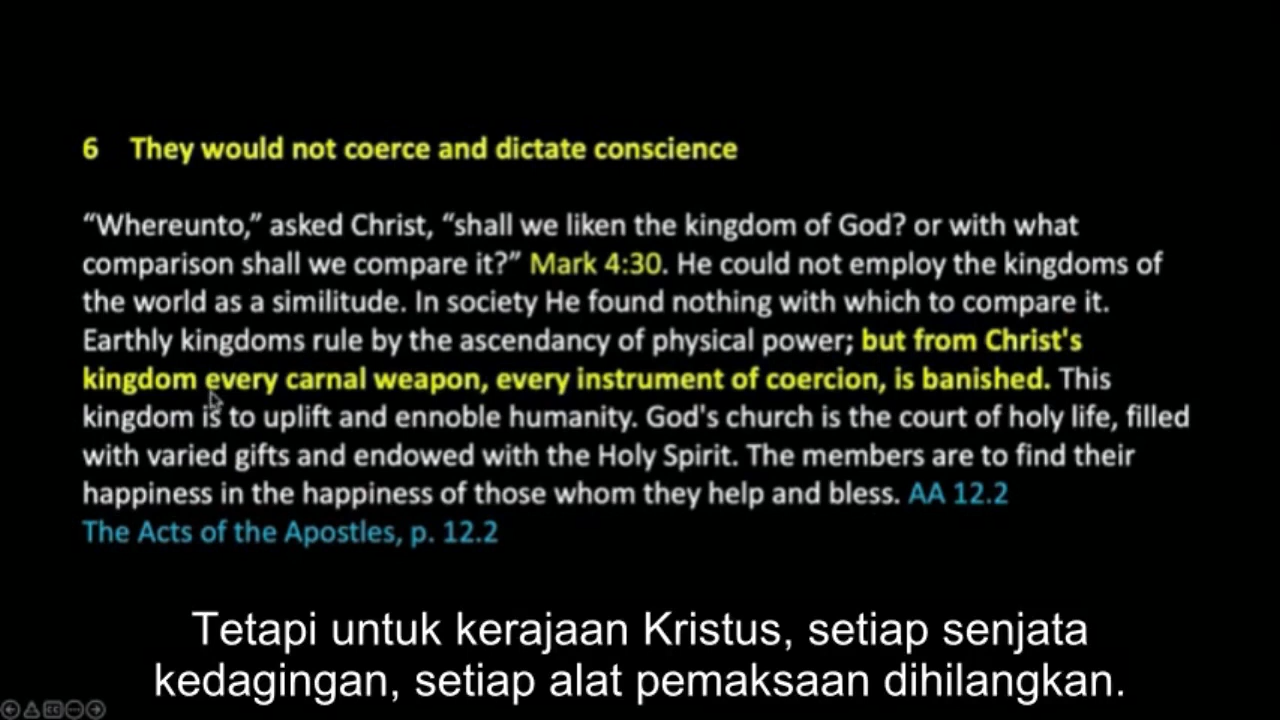 6 They would not coerce and dictate conscience
“Whereunto,” asked Christ, “shall we liken the kingdom of God? or with what
comparison shall we compare it?” Mark 4:30. He could not employ the kingdoms of
the world as a similitude. In society He found nothing with which to compare it.
Earthly kingdoms rule by the ascendancy of physical power; but from Christ's
kingdom every carnal weapon, every instrument of coercion, is banished. This
kingdom is to uplift and ennoble humanity. God's church is the court of holy life, filled
with varied gifts and endowed with the Holy Spirit. The members are to find their
happiness in the happiness of those whom they help and bless. AA 12.2
The Acts of the Apostles, p. 12.2
Tetapi untuk kerajaan Kristus, setiap senjata
kedagingan, setiap alat pemaksaan dihilangkan.